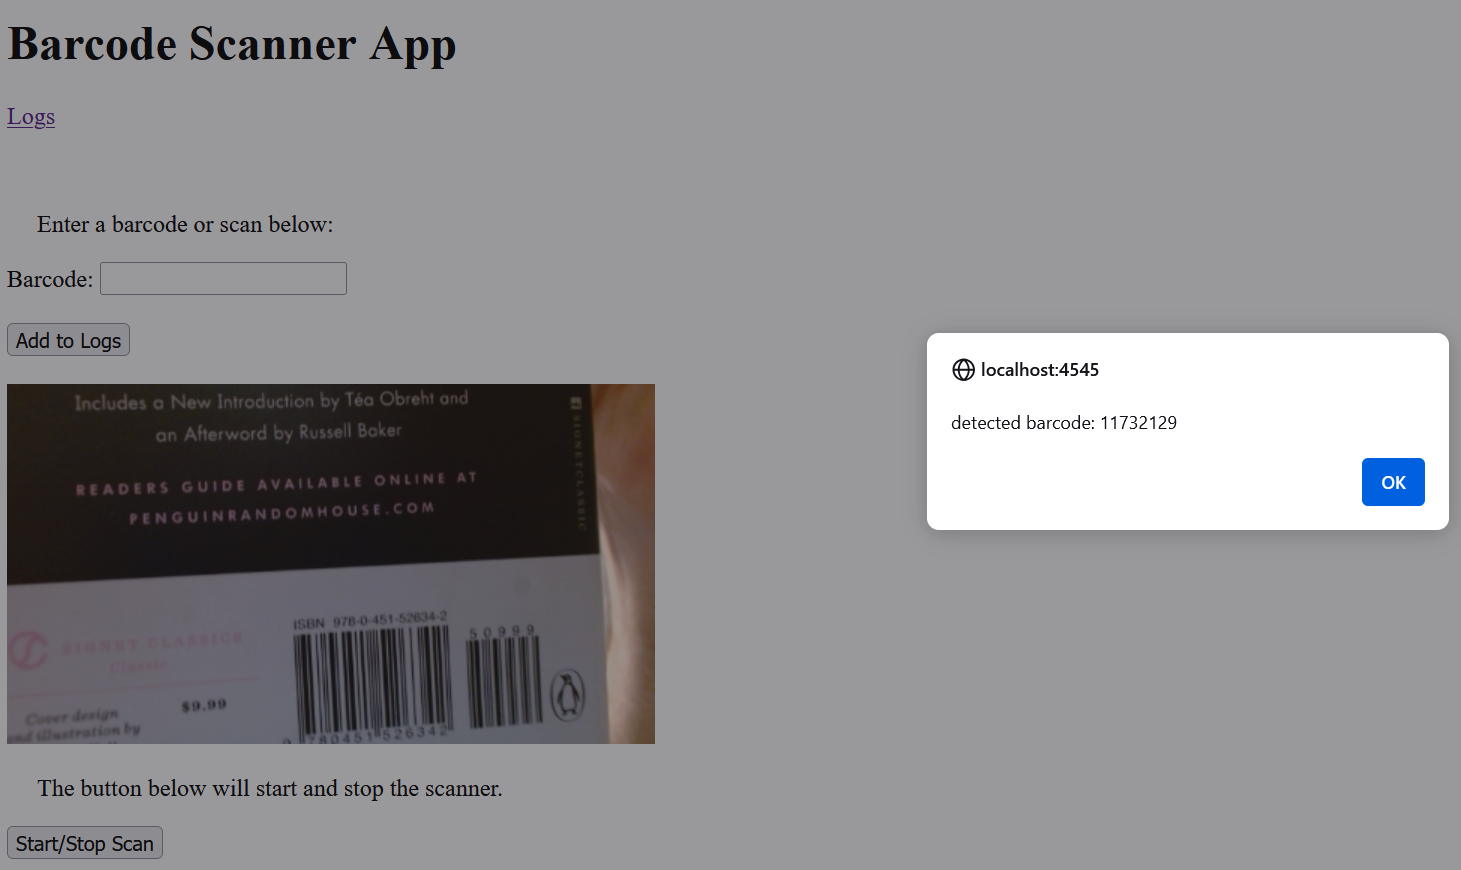 Barcode Scanner App
Logs
Enter a barcode or scan below:
Barcode:
Add to Logs
Includes a New Introduction by Téa Obreht and
an Afterword by Russell Baker
READERS GUIDE AVAILABLE ONLINE AT
PENGUINRANDOMHOUSE.COM
SIGNETCLASSIC
SIGNET CLASSICS
Classic
$9.99
Cover design
and illustration by
ISBN 978-0-451-52634-2
50999
9 780451 526342
The button below will start and stop the scanner.
Start/Stop Scan
localhost:4545
detected barcode: 11732129
OK